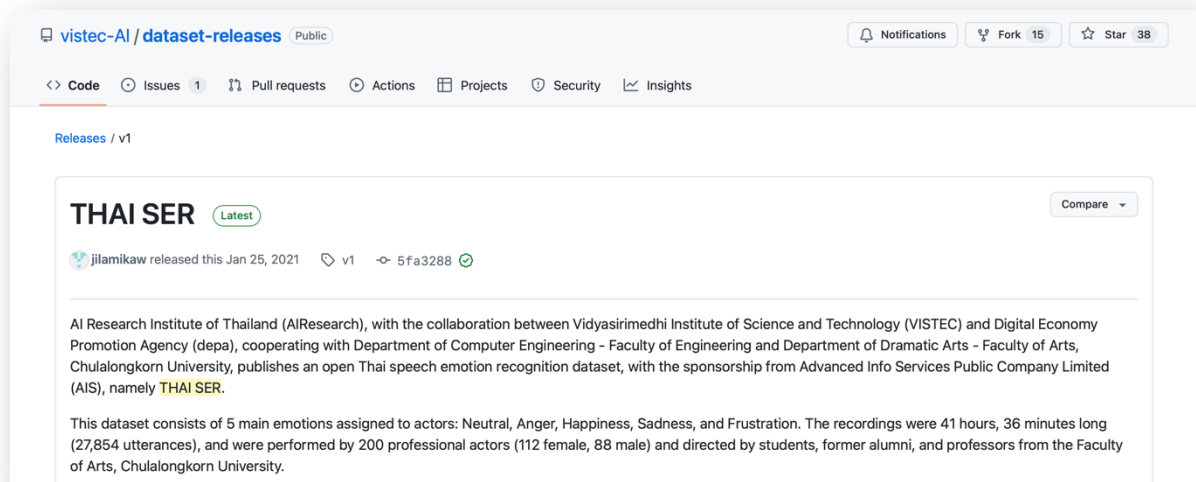 vistec-AI / dataset-releases Public
Notifications Fork 15 Star 38
Code Issues 1 Pull requests Actions Projects Security Insights
Releases / v1
THAI SER Latest
Compare
jilamikaw released this Jan 25, 2021 v1 5fa3288
AI Research Institute of Thailand (AIResearch), with the collaboration between Vidyasirimedhi Institute of Science and Technology (VISTEC) and Digital Economy
Promotion Agency (depa), cooperating with Department of Computer Engineering - Faculty of Engineering and Department of Dramatic Arts - Faculty of Arts,
Chulalongkorn University, publishes an open Thai speech emotion recognition dataset, with the sponsorship from Advanced Info Services Public Company Limited
(AIS), namely THAI SER.
This dataset consists of 5 main emotions assigned to actors: Neutral, Anger, Happiness, Sadness, and Frustration. The recordings were 41 hours, 36 minutes long
(27,854 utterances), and were performed by 200 professional actors (112 female, 88 male) and directed by students, former alumni, and professors from the Faculty
of Arts, Chulalongkorn University.